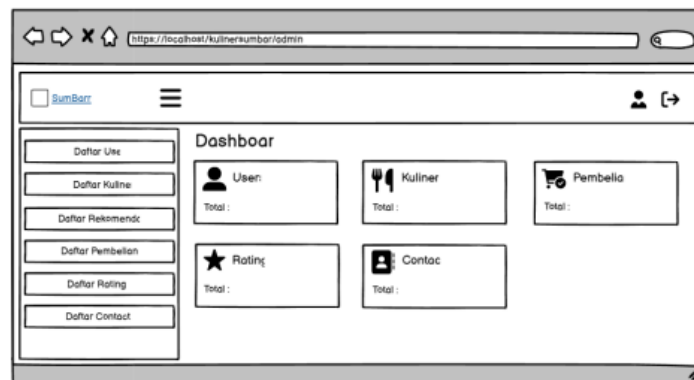 https://localhost/kulinersumbar/admin
SumBarr
Dashboar
Daftar Use
Daftar Kuline
Daftar Rekomendc
Daftar Pembelian
Daftar Rating
Daftar Contact
User
Total :
Kuliner
Total :
Pembelia
Total :
Rating
Total :
Contac
Total :